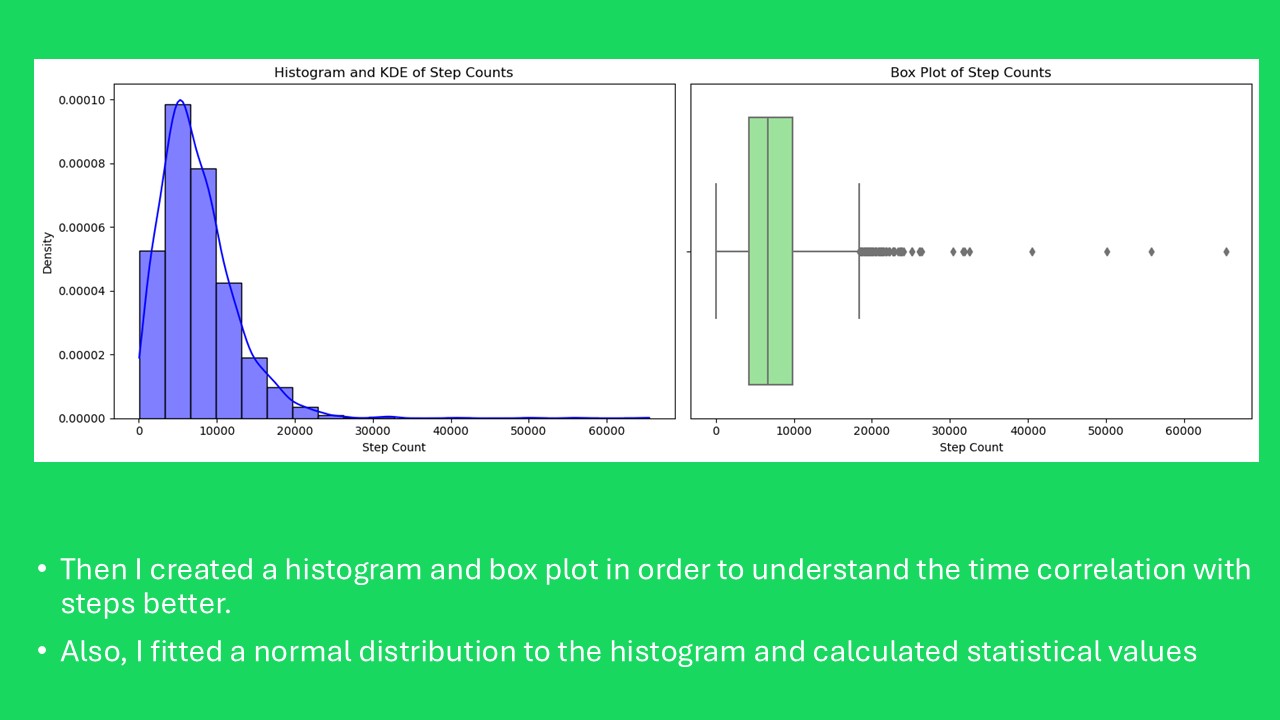 Histogram and KDE of Step Counts
0.00010
0.00008
0.00006
0.00004
0.00002
0.00000
Density
0 10000 20000 30000 40000 50000 60000
Step Count
Box Plot of Step Counts
0 10000 20000 30000 40000 50000 60000
Step Count
• Then I created a histogram and box plot in order to understand the time correlation with
steps better.
• Also, I fitted a normal distribution to the histogram and calculated statistical values